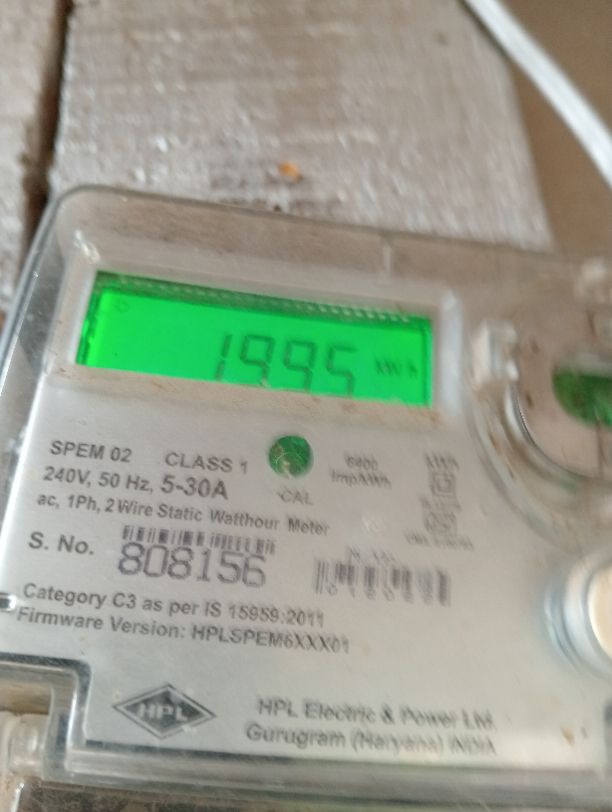 1995 kWh
SPEM 02 CLASS 1
6400
Imp/kWh
kWh
240V, 50 Hz, 5-30A
CAL
ac, 1Ph, 2 Wire Static Watthour Meter
S. No.
808156
Category C3 as per IS 15959:2011
Firmware Version: HPLSPEM6XXX01
HPL
HPL Electric & Power Ltd.
Gurugram (Haryana) INDIA